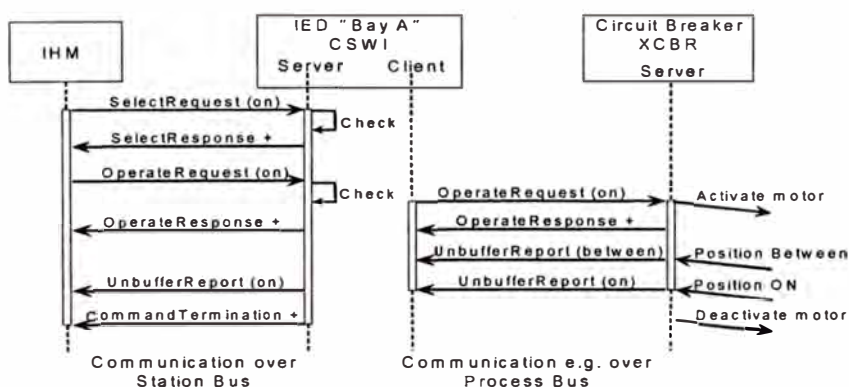 IHM
IED "Bay A"
CSWI
Server Client
Circuit Breaker
XCBR
Server
SelectRequest (on)
Check
SelectResponse +
OperateRequest (on)
Check
OperateRequest (on)
Activate motor
OperateResponse +
OperateResponse +
UnbufferReport (between)
Position Between
UnbufferReport (on)
UnbufferReport (on)
Position ON
CommandTermination +
Deactivate motor
Communication over
Station Bus
Communication e.g. over
Process Bus